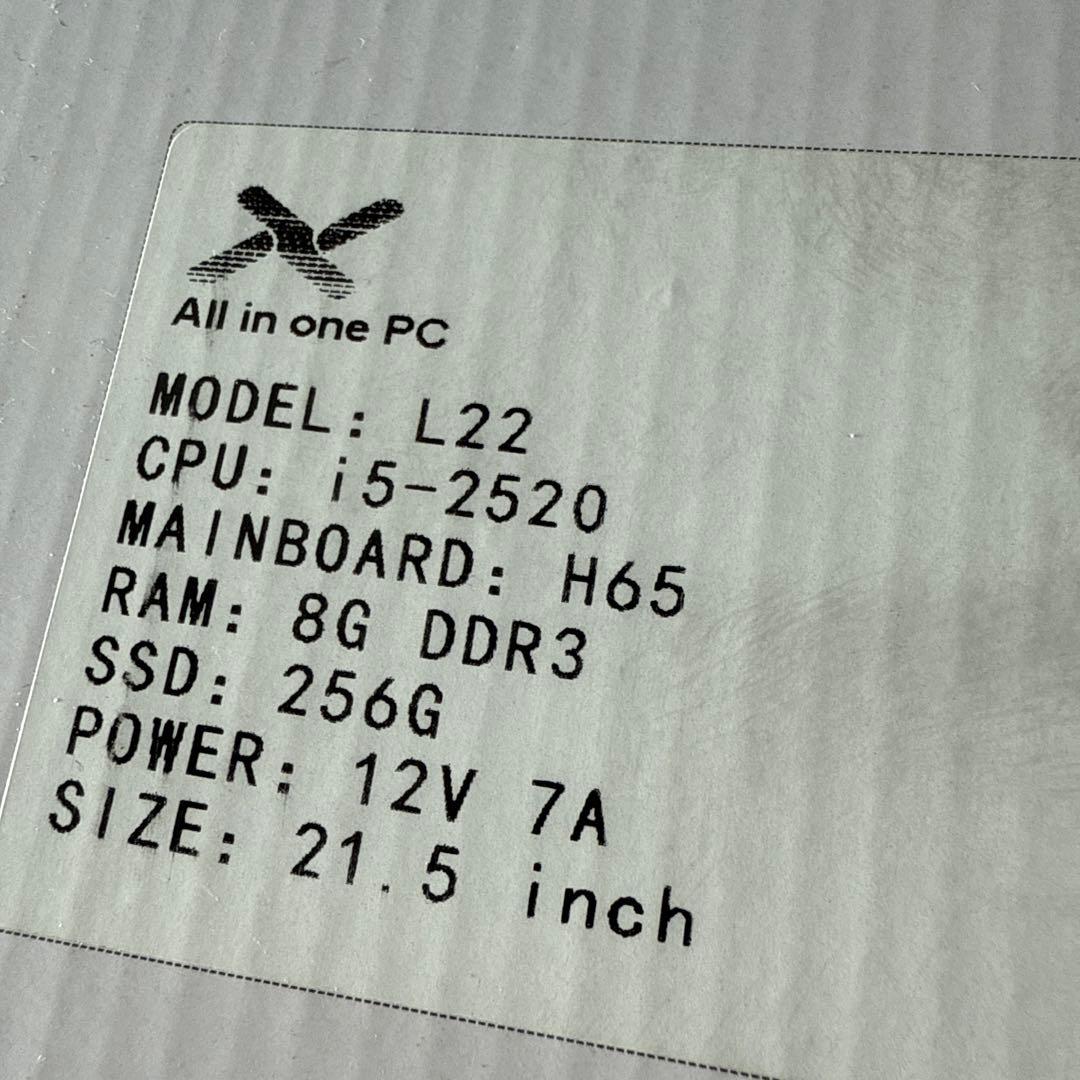 All in one PC
MODEL: L22
CPU: i5-2520
MAINBOARD: H65
RAM: 8G DDR3
SSD: 256G
POWER: 12V 7A
SIZE: 21.5 inch